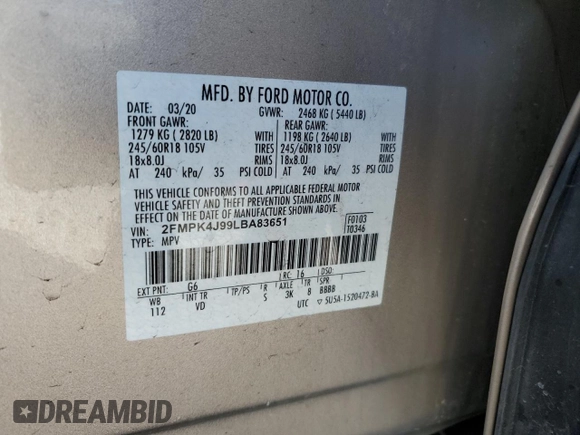 MFD. BY FORD MOTOR CO.
DATE: 03/20 GVWR: 2468 KG ( 5440 LB)
FRONT GAWR: REAR GAWR:
1279 KG ( 2820 LB) WITH 1198 KG ( 2640 LB) WITH
245/60R18 105V TIRES 245/60R18 105V TIRES
18x8.0J RIMS 18x8.0J RIMS
AT 240 kPa/ 35 PSI COLD AT 240 kPa/ 35 PSI COLD
THIS VEHICLE CONFORMS TO ALL APPLICABLE FEDERAL MOTOR
VEHICLE SAFETY AND THEFT PREVENTION STANDARDS IN
EFFECT ON THE DATE OF MANUFACTURE SHOWN ABOVE.
VIN: 2FMPK4J99LBA83651 F0103
TYPE: MPV T0346
EXT PNT: G6 RC: 16 DSO:
WB INT TR TP/PS R AXLE TR SPR
112 VD S 3K 8 BBBB
UTC ▽ 5U5A-1520472-BA
DREAMBID